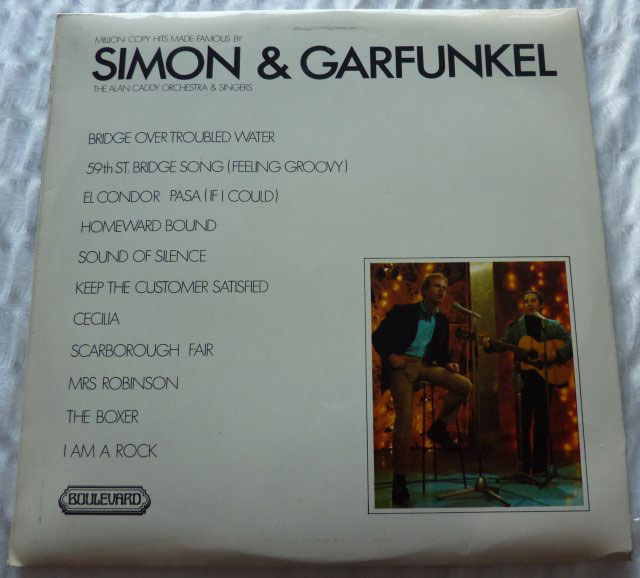 MILLION COPY HITS MADE FAMOUS BY
SIMON & GARFUNKEL
THE ALAN CADDY ORCHESTRA & SINGERS
BRIDGE OVER TROUBLED WATER
59th ST. BRIDGE SONG (FEELING GROOVY)
EL CONDOR PASA (IF I COULD)
HOMEWARD BOUND
SOUND OF SILENCE
KEEP THE CUSTOMER SATISFIED
CECILIA
SCARBOROUGH FAIR
MRS ROBINSON
THE BOXER
I AM A ROCK
BOULEVARD